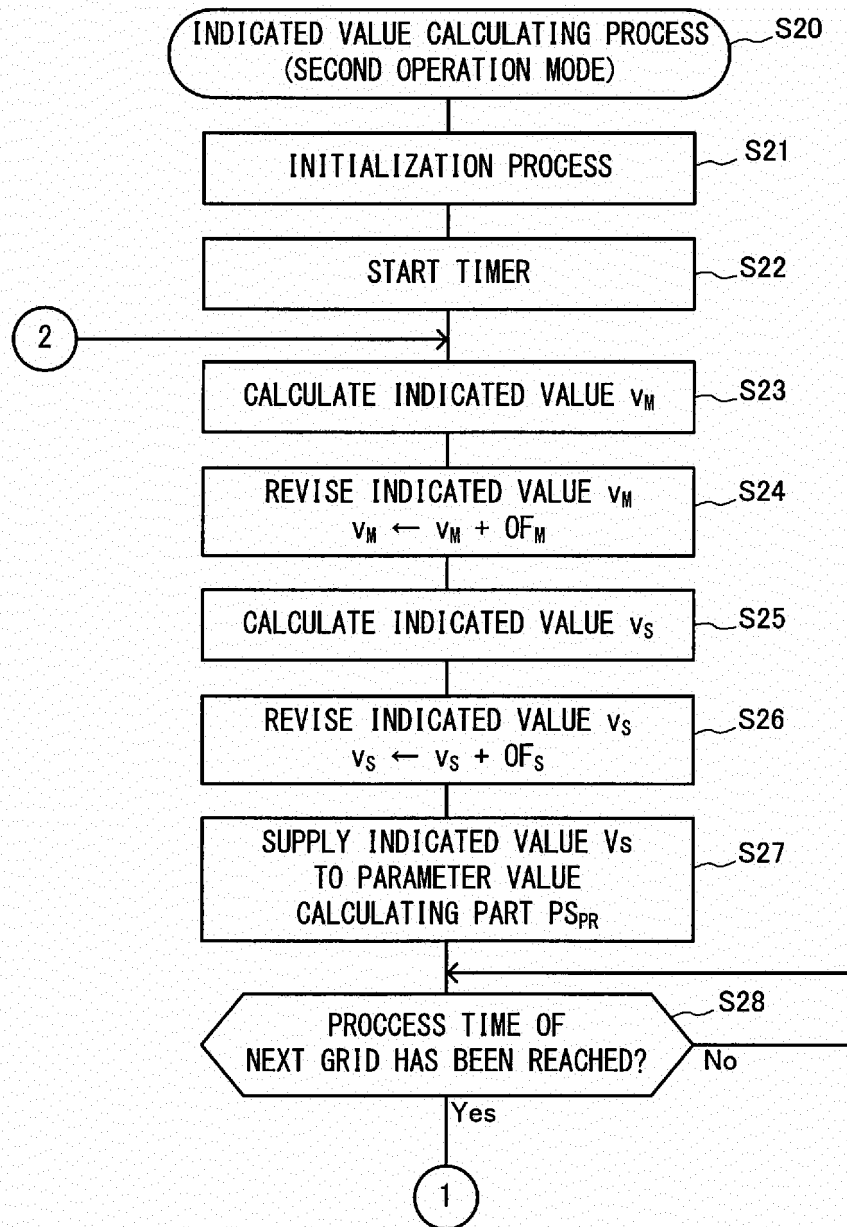 INDICATED VALUE CALCULATING PROCESS
(SECOND OPERATION MODE)
S20
INITIALIZATION PROCESS
S21
START TIMER
S22
2
CALCULATE INDICATED VALUE vM
S23
REVISE INDICATED VALUE vM
vM ← vM + OFM
S24
CALCULATE INDICATED VALUE vS
S25
REVISE INDICATED VALUE vS
vS ← vS + OFS
S26
SUPPLY INDICATED VALUE Vs
TO PARAMETER VALUE
CALCULATING PART PSPR
S27
PROCCESS TIME OF
NEXT GRID HAS BEEN REACHED?
S28
No
Yes
1